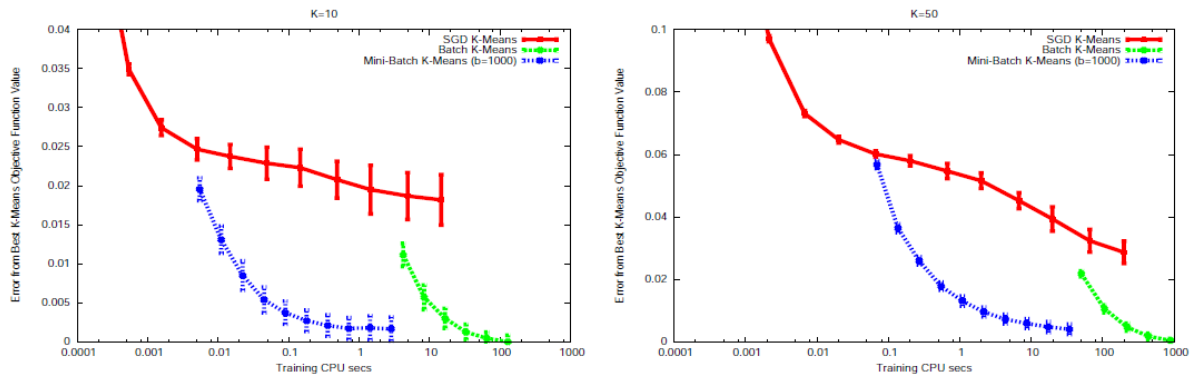 K=10
Error from Best K-Means Objective Function Value
0.04
0.035
0.03
0.025
0.02
0.015
0.01
0.005
0
SGD K-Means
Batch K-Means
Mini-Batch K-Means (b=1000)
0.0001 0.001 0.01 0.1 1 10 100 1000
Training CPU secs
K=50
Error from Best K-Means Objective Function Value
0.1
0.08
0.06
0.04
0.02
0
SGD K-Means
Batch K-Means
Mini-Batch K-Means (b=1000)
0.0001 0.001 0.01 0.1 1 10 100 1000
Training CPU secs